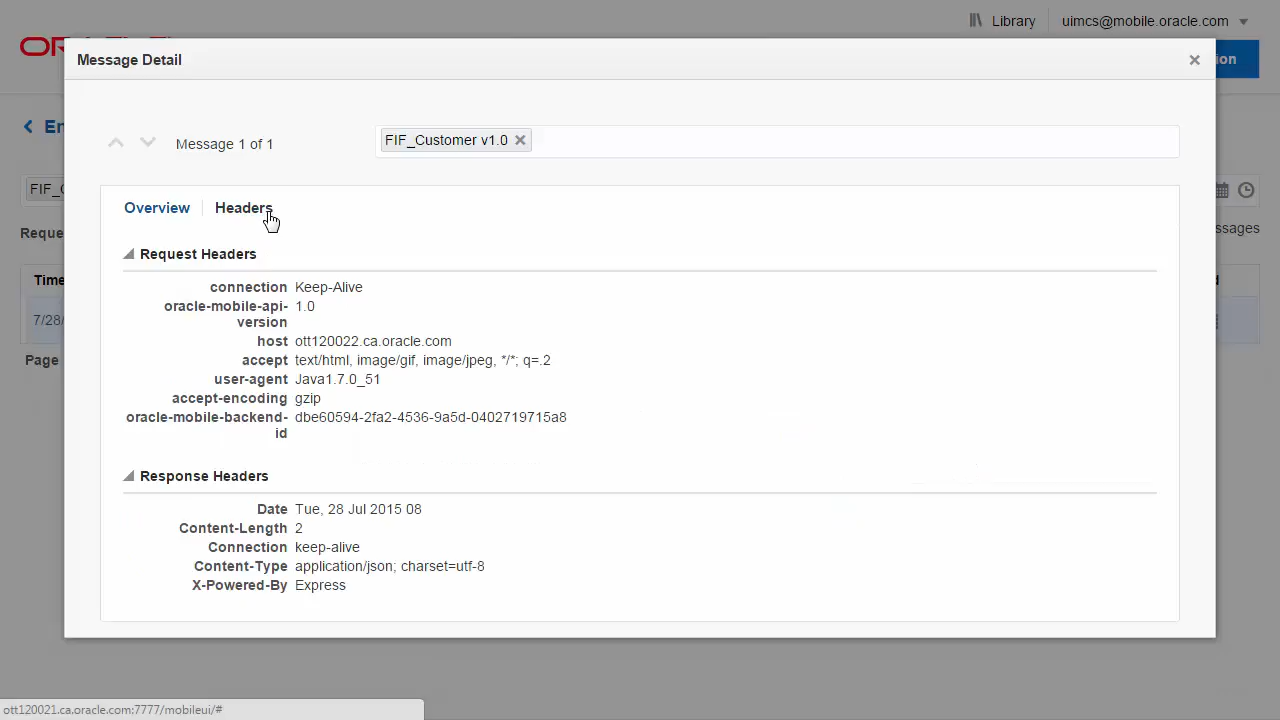 Library
uimcs@mobile.oracle.com
Message Detail
Message 1 of 1
FIF_Customer v1.0
Overview
Headers
Request Headers
connection Keep-Alive
oracle-mobile-api-version 1.0
host ott120022.ca.oracle.com
accept text/html, image/gif, image/jpeg, */*; q=.2
user-agent Java1.7.0_51
accept-encoding gzip
oracle-mobile-backend-id dbe60594-2fa2-4536-9a5d-0402719715a8
Response Headers
Date Tue, 28 Jul 2015 08
Content-Length 2
Connection keep-alive
Content-Type application/json; charset=utf-8
X-Powered-By Express
Time
7/28/
Page
ott120021.ca.oracle.com:7777/mobileui/#